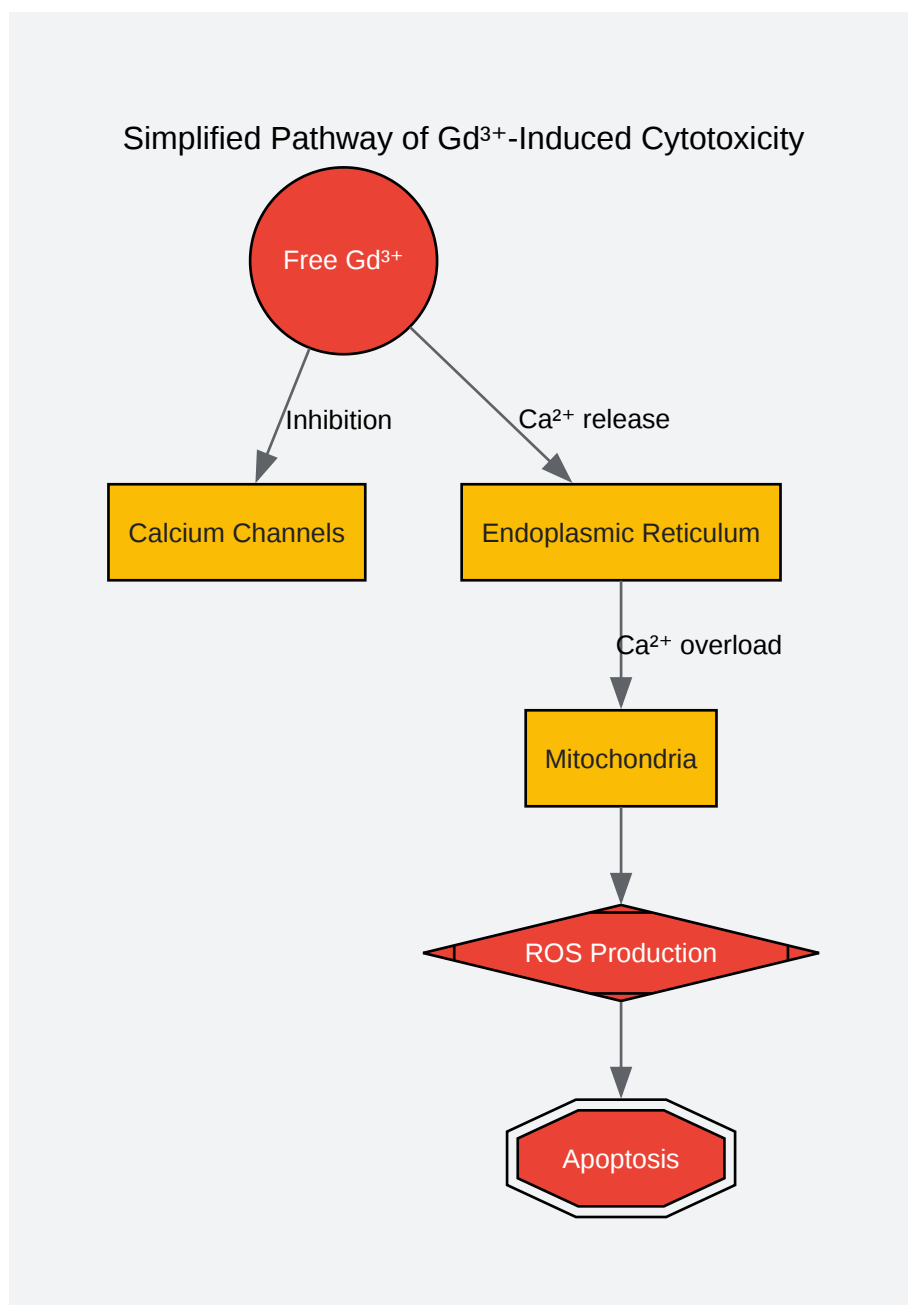 Simplified Pathway of Gd³⁺-Induced Cytotoxicity
Free Gd³⁺
Inhibition
Ca²⁺ release
Calcium Channels
Endoplasmic Reticulum
Ca²⁺ overload
Mitochondria
ROS Production
Apoptosis